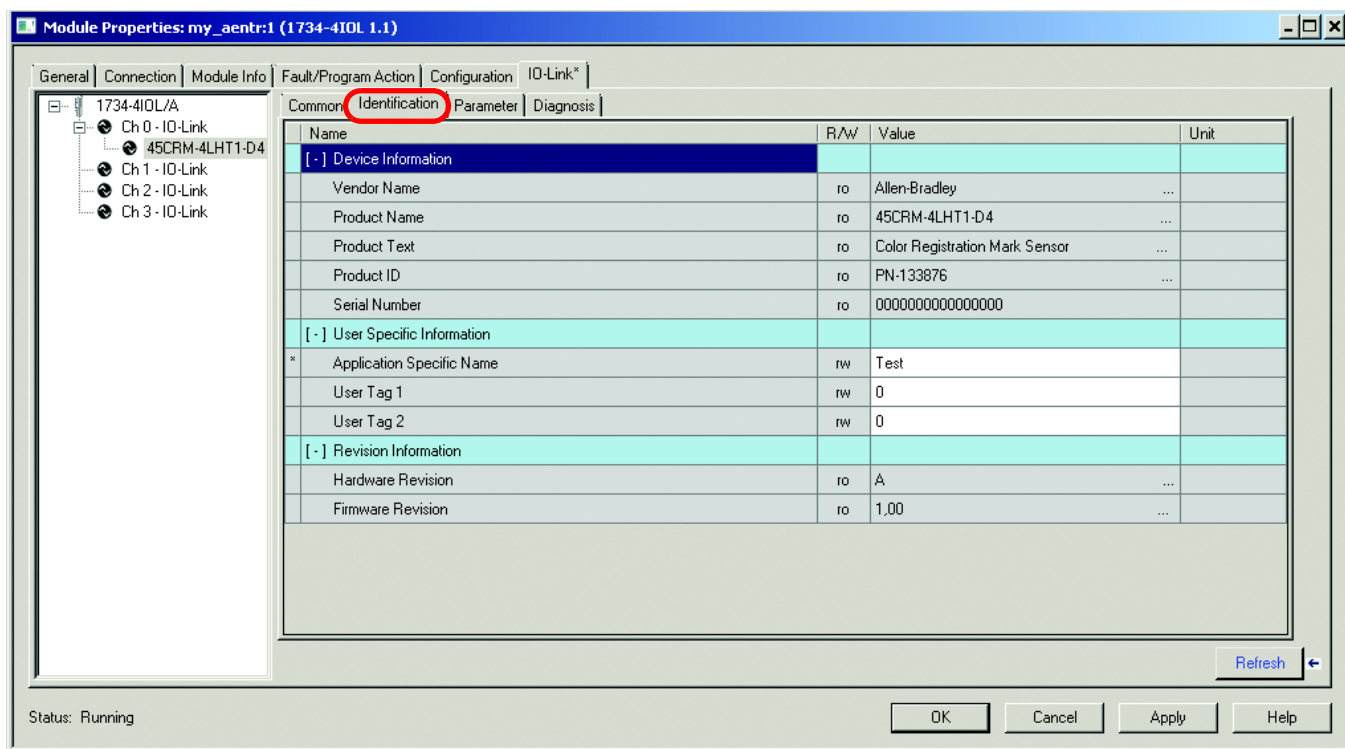 Module Properties: my_aentr:1 (1734-4IOL 1.1)
General Connection Module Info Fault/Program Action Configuration IO-Link*
1734-4IOL/A
Ch 0 - IO-Link
45CRM-4LHT1-D4
Ch 1 - IO-Link
Ch 2 - IO-Link
Ch 3 - IO-Link
Common Identification Parameter Diagnosis
Name R/W Value Unit
[-] Device Information
Vendor Name ro Allen-Bradley ...
Product Name ro 45CRM-4LHT1-D4 ...
Product Text ro Color Registration Mark Sensor ...
Product ID ro PN-133876 ...
Serial Number ro 0000000000000000
[-] User Specific Information
* Application Specific Name rw Test
User Tag 1 rw 0
User Tag 2 rw 0
[-] Revision Information
Hardware Revision ro A ...
Firmware Revision ro 1,00 ...
Refresh
Status: Running
OK Cancel Apply Help